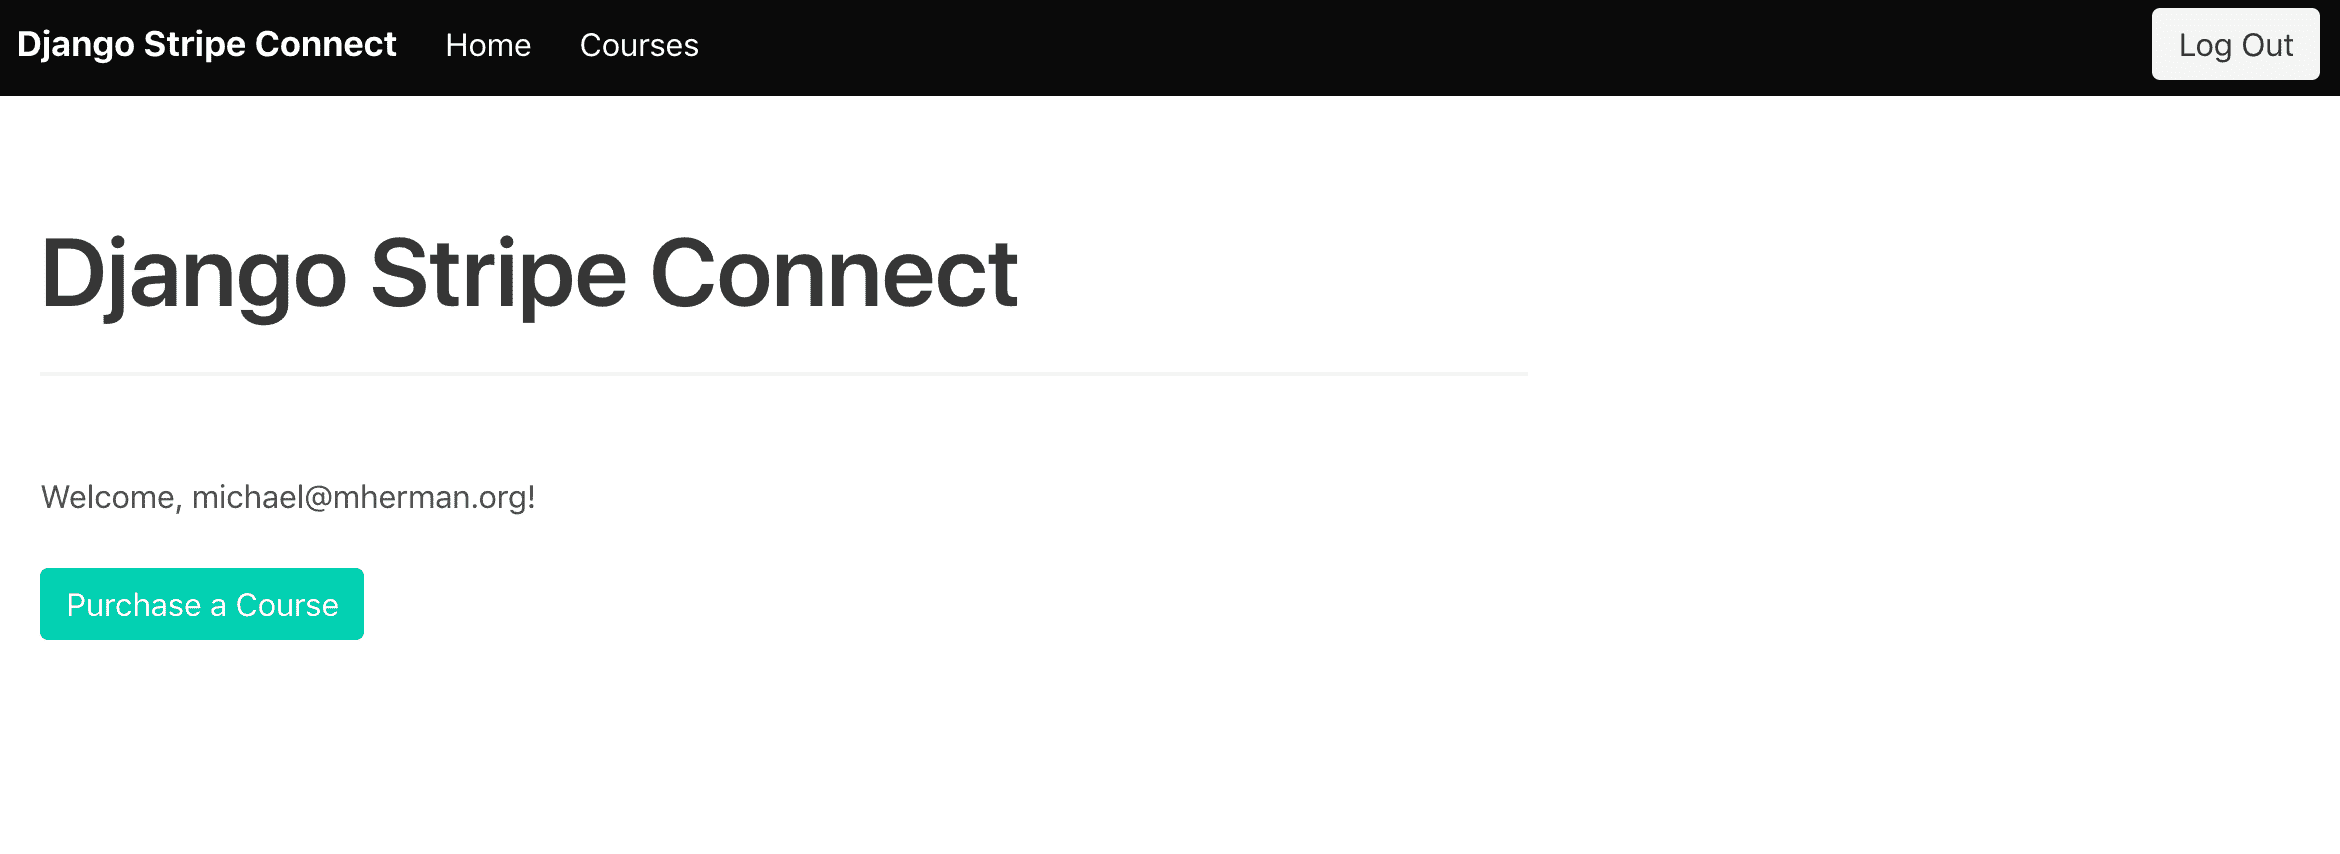 Django Stripe Connect Home Courses Log Out
Django Stripe Connect
Welcome, michael@mherman.org!
Purchase a Course